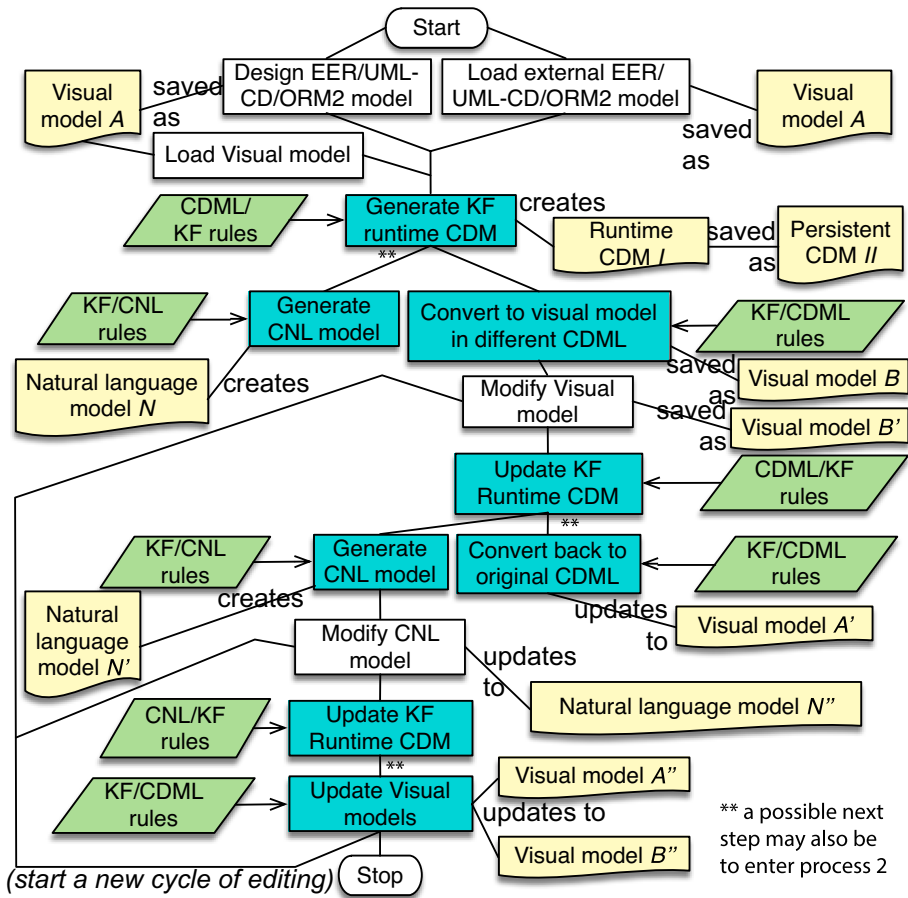 Start
Visual
model A
saved
as
Design EER/UML-
CD/ORM2 model
Load external EER/
UML-CD/ORM2 model
saved
as
Visual
model A
Load Visual model
CDML/
KF rules
Generate KF
runtime CDM
creates
Runtime
CDM I
saved
as
Persistent
CDM II
**
KF/CNL
rules
Generate
CNL model
Convert to visual model
in different CDML
KF/CDML
rules
Natural language
model N
creates
saved
as
Visual model B
Modify Visual
model
saved
as
Visual model B'
Update KF
Runtime CDM
CDML/KF
rules
**
KF/CNL
rules
Generate
CNL model
Convert back to
original CDML
KF/CDML
rules
creates
updates
to
Visual model A'
Natural
language
model N'
Modify CNL
model
updates
to
Natural language model N''
CNL/KF
rules
Update KF
Runtime CDM
**
KF/CDML
rules
Update Visual
models
updates to
Visual model A''
Visual model B''
** a possible next
step may also be
to enter process 2
(start a new cycle of editing)
Stop